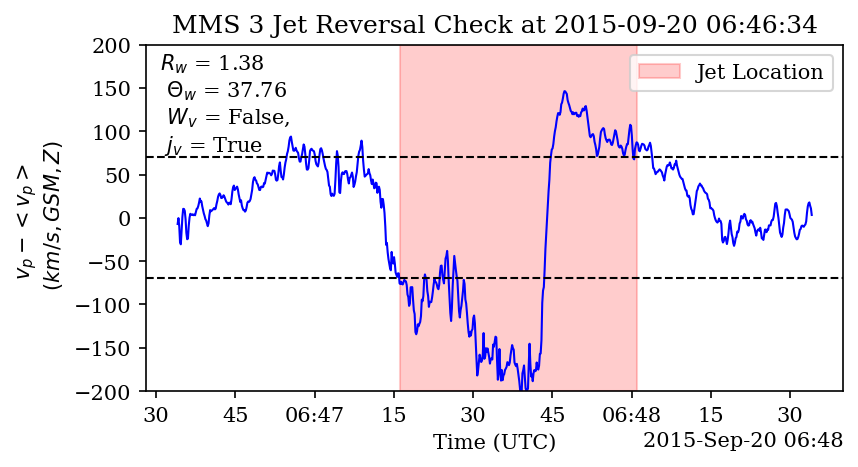 MMS 3 Jet Reversal Check at 2015-09-20 06:46:34
200
150
100
50
0
−50
−100
−150
−200
v_p − < v_p >
(km/s, GSM, Z)
R_w = 1.38
Θ_w = 37.76
W_v = False,
j_v = True
Jet Location
30 45 06:47 15 30 45 06:48 15 30
Time (UTC)
2015-Sep-20 06:48